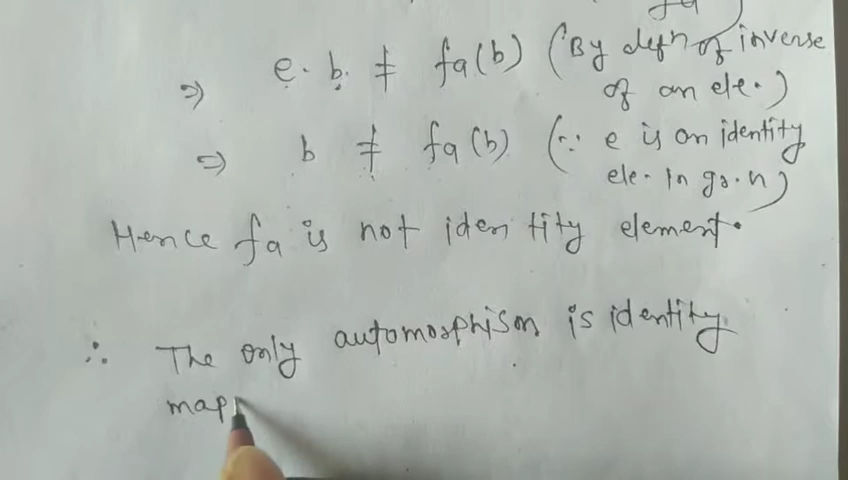 ⇒ e. b. ≠ fa(b) (By defn of inverse
of an ele.)
⇒ b ≠ fa(b) (∵ e is an identity
ele. in
Hence fa is not identity element.
∴ The only automorphism is identity
map